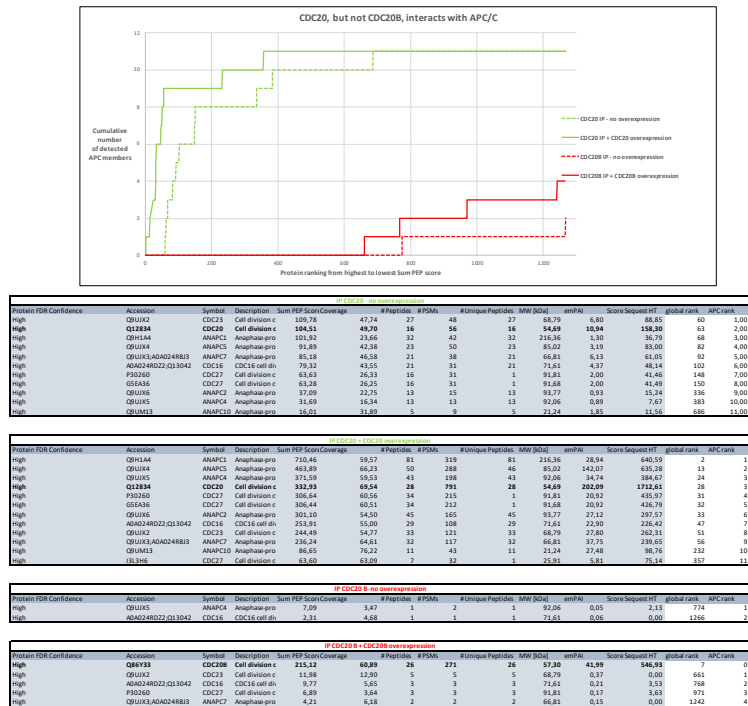 CDC20, but not CDC20B, interacts with APC/C
12
10
8
6
4
2
0
Cumulative
number
of detected
APC members
0 200 400 600 800 1000 1200
Protein ranking from highest to lowest Sum PEP score
CDC20 IP - no overexpression
CDC20 IP + CDC20 overexpression
CDC20B IP - no overexpression
CDC20B IP + CDC20B overexpression
IP CDC20 - no overexpression
Protein FDR Confidence Accession Symbol Description Sum PEP Scor Coverage # Peptides # PSMs # Unique Peptides MW [kDa] emPAI Score Sequest HT global rank APC rank
High Q9UJX2 CDC23 Cell division c 109,78 47,74 27 48 27 68,79 6,80 88,85 60 1,00
High Q12834 CDC20 Cell division c 104,51 49,70 16 56 16 54,69 10,94 158,30 63 2,00
High Q9H1A4 ANAPC1 Anaphase-pro 101,92 23,66 32 42 32 216,36 1,30 36,79 68 3,00
High Q9UJX4 ANAPC5 Anaphase-pro 91,89 42,38 23 50 23 85,02 3,19 83,00 82 4,00
High Q9UJX3;A0A024RBJ3 ANAPC7 Anaphase-pro 85,18 46,58 21 38 21 66,81 6,13 61,05 92 5,00
High A0A024RDZ2;Q13042 CDC16 CDC16 cell div 79,32 43,55 21 31 21 71,61 4,37 48,14 102 6,00
High P30260 CDC27 Cell division c 63,63 26,33 16 31 1 91,81 2,00 41,46 148 7,00
High G5EA36 CDC27 Cell division c 63,28 26,25 16 31 1 91,68 2,00 41,49 150 8,00
High Q9UJX6 ANAPC2 Anaphase-pro 37,09 22,75 13 15 13 93,77 0,93 15,24 336 9,00
High Q9UJX5 ANAPC4 Anaphase-pro 31,69 16,34 13 13 13 92,06 0,89 7,67 383 10,00
High Q9UM13 ANAPC10 Anaphase-pro 16,01 31,89 5 9 5 21,24 1,85 11,56 686 11,00
IP CDC20 + CDC20 overexpression
Protein FDR Confidence Accession Symbol Description Sum PEP Scor Coverage # Peptides # PSMs # Unique Peptides MW [kDa] emPAI Score Sequest HT global rank APC rank
High Q9H1A4 ANAPC1 Anaphase-pro 710,46 59,57 81 319 81 216,36 28,94 640,59 2 1
High Q9UJX4 ANAPC5 Anaphase-pro 463,89 66,23 50 288 46 85,02 142,07 635,28 13 2
High Q9UJX5 ANAPC4 Anaphase-pro 371,59 59,53 43 198 43 92,06 34,74 384,67 24 3
High Q12834 CDC20 Cell division c 332,93 69,54 28 791 28 54,69 202,09 1712,61 28 3
High P30260 CDC27 Cell division c 306,64 60,56 34 215 1 91,81 20,92 435,97 31 4
High G5EA36 CDC27 Cell division c 306,44 60,51 34 212 1 91,68 20,92 426,79 32 5
High Q9UJX6 ANAPC2 Anaphase-pro 301,10 54,50 45 165 45 93,77 27,12 297,57 33 6
High A0A024RDZ2;Q13042 CDC16 CDC16 cell div 253,91 55,00 29 108 29 71,61 22,90 226,42 47 7
High Q9UJX2 CDC23 Cell division c 244,49 54,77 33 121 33 68,79 27,80 262,31 51 8
High Q9UJX3;A0A024RBJ3 ANAPC7 Anaphase-pro 236,24 64,61 32 117 32 66,81 37,75 239,65 56 9
High Q9UM13 ANAPC10 Anaphase-pro 86,65 76,22 11 43 11 21,24 27,48 98,76 232 10
High I3L3H6 CDC27 Cell division c 63,60 63,09 7 32 1 25,91 5,81 75,14 357 11
IP CDC20 B- no overexpression
Protein FDR Confidence Accession Symbol Description Sum PEP Scor Coverage # Peptides # PSMs # Unique Peptides MW [kDa] emPAI Score Sequest HT global rank APC rank
High Q9UJX5 ANAPC4 Anaphase-pro 7,09 3,47 1 2 1 92,06 0,05 2,13 774 1
High A0A024RDZ2;Q13042 CDC16 CDC16 cell div 2,31 4,68 1 1 1 71,61 0,06 0,00 1266 2
IP CDC20 B + CDC20B overexpression
Protein FDR Confidence Accession Symbol Description Sum PEP Scor Coverage # Peptides # PSMs # Unique Peptides MW [kDa] emPAI Score Sequest HT global rank APC rank
High Q86Y33 CDC20B Cell division c 215,12 60,89 26 271 26 57,30 41,99 546,93 7 0
High Q9UJX2 CDC23 Cell division c 11,98 12,90 5 5 5 68,79 0,37 0,00 661 1
High A0A024RDZ2;Q13042 CDC16 CDC16 cell div 9,77 5,65 3 3 3 71,61 0,21 3,53 768 2
High P30260 CDC27 Cell division c 6,89 3,64 3 3 3 91,81 0,17 3,63 971 3
High Q9UJX3;A0A024RBJ3 ANAPC7 Anaphase-pro 4,21 6,18 2 2 2 66,81 0,15 0,00 1242 4